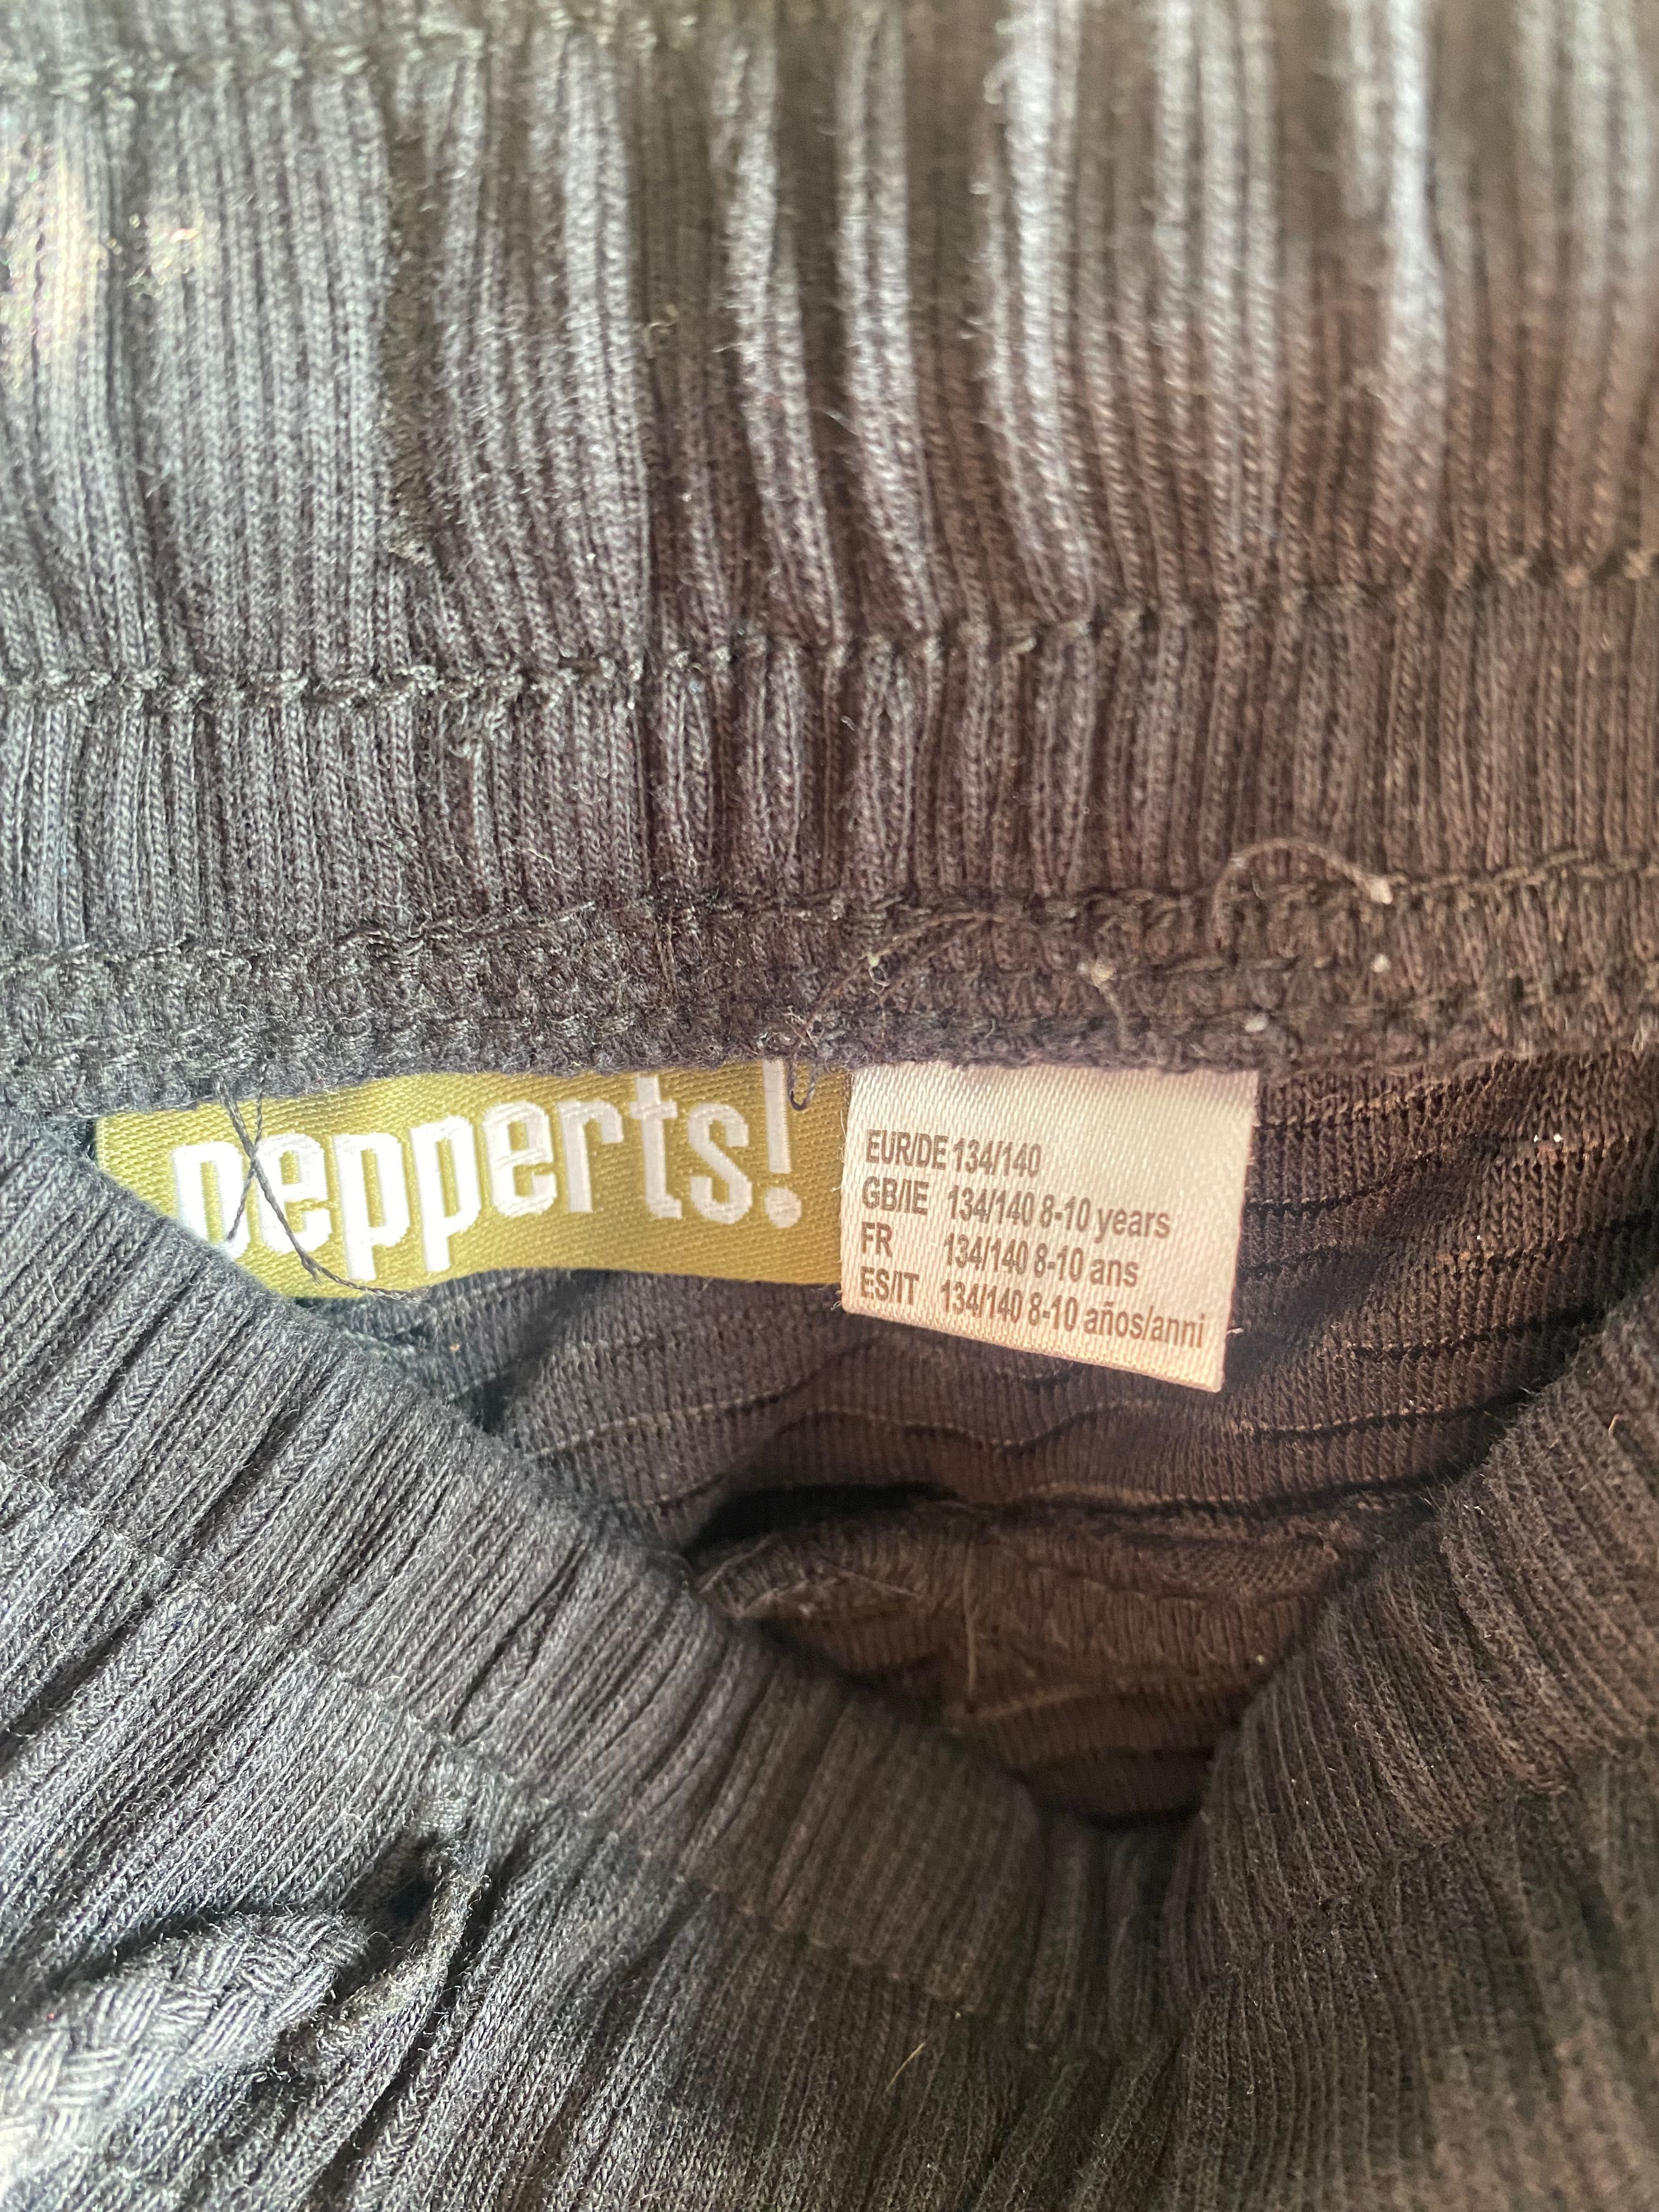 pepperts!
EUR/DE 134/140
GB/IE 134/140 8-10 years
FR 134/140 8-10 ans
ES/IT 134/140 8-10 años/anni